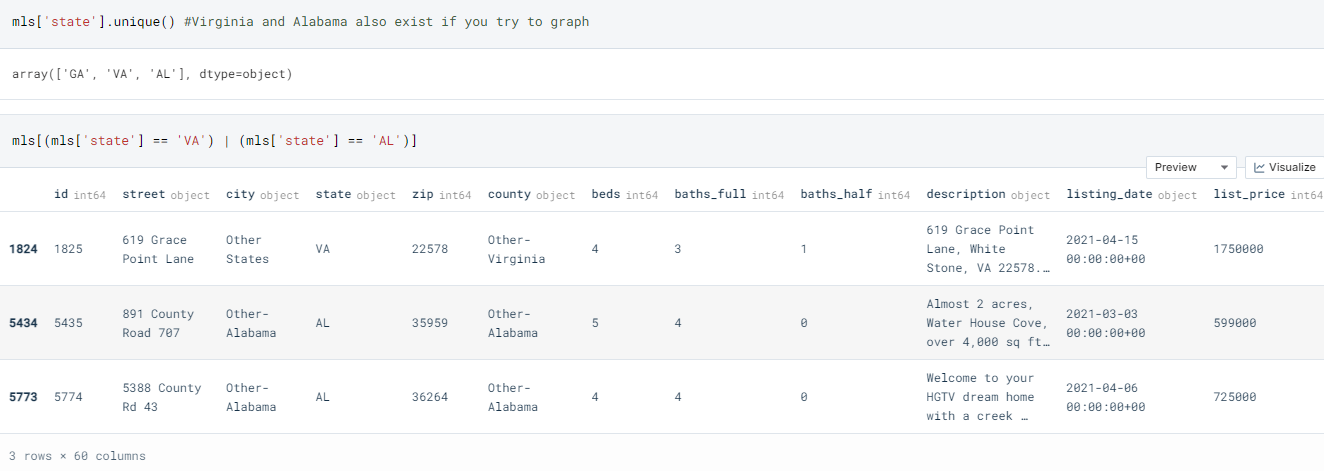 mls['state'].unique() #Virginia and Alabama also exist if you try to graph
array(['GA', 'VA', 'AL'], dtype=object)
mls[(mls['state'] == 'VA') | (mls['state'] == 'AL')]
Preview Visualize
id int64 street object city object state object zip int64 county object beds int64 baths_full int64 baths_half int64 description object listing_date object list_price int64
1824 1825 619 Grace Point Lane Other States VA 22578 Other-Virginia 4 3 1 619 Grace Point Lane, White Stone, VA 22578.… 2021-04-15 00:00:00+00 1750000
5434 5435 891 County Road 707 Other-Alabama AL 35959 Other-Alabama 5 4 0 Almost 2 acres, Water House Cove, over 4,000 sq ft… 2021-03-03 00:00:00+00 599000
5773 5774 5388 County Rd 43 Other-Alabama AL 36264 Other-Alabama 4 4 0 Welcome to your HGTV dream home with a creek … 2021-04-06 00:00:00+00 725000
3 rows × 60 columns